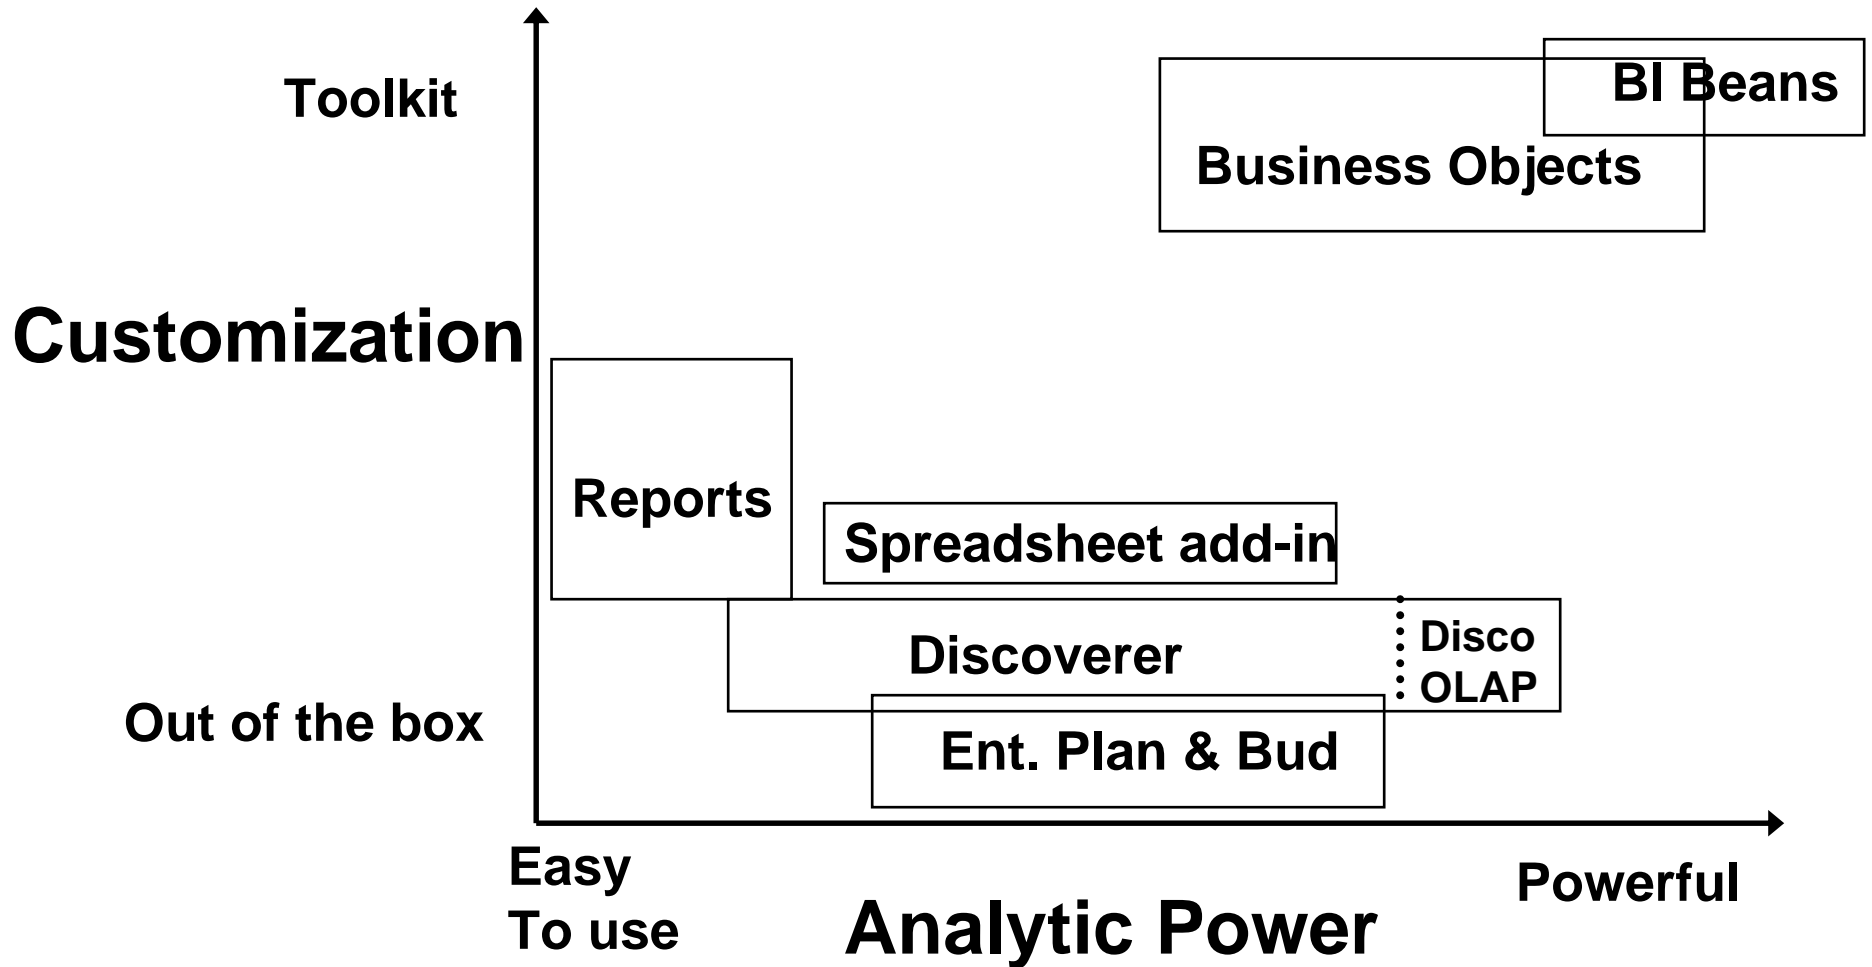 Toolkit
BI Beans
Business Objects
Customization
Reports
Spreadsheet add-in
Discoverer
Disco
OLAP
Out of the box
Ent. Plan & Bud
Easy
To use
Powerful
Analytic Power